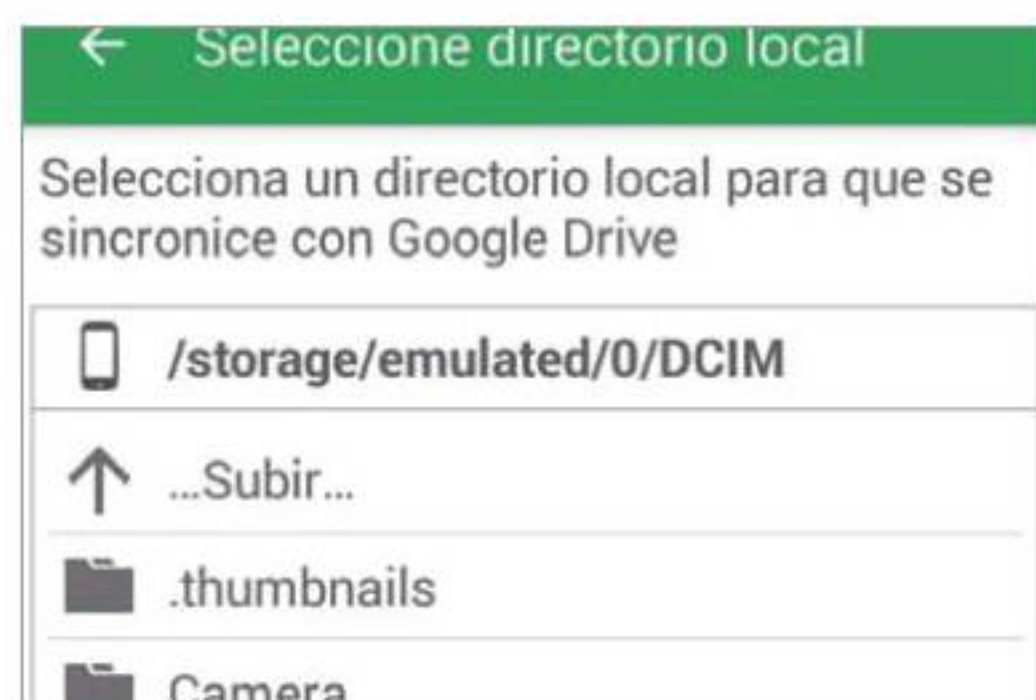 Seleccione directorio local
Selecciona un directorio local para que se
sincronice con Google Drive
/storage/emulated/0/DCIM
...Subir...
.thumbnails
Camera